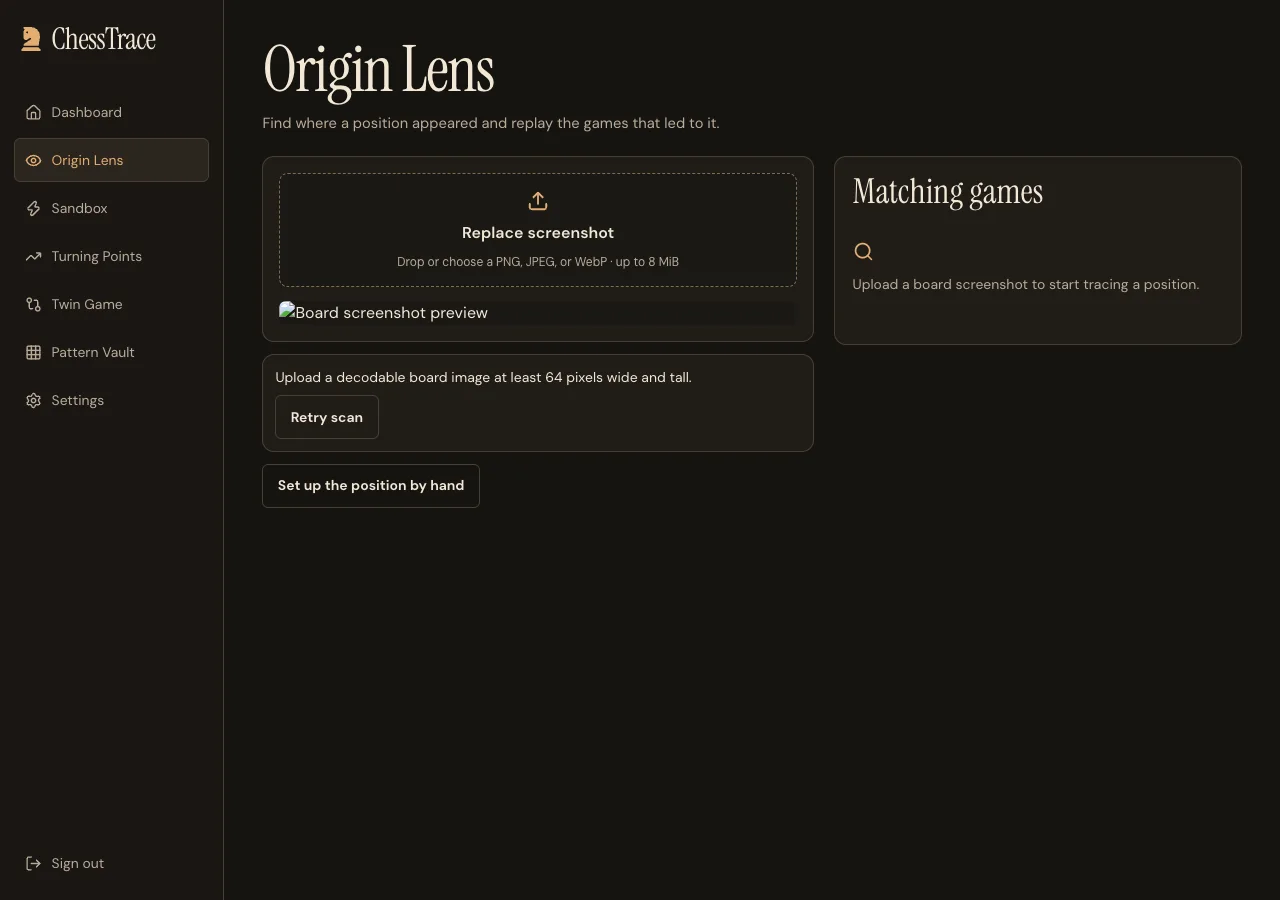 ChessTrace
Dashboard
Origin Lens
Sandbox
Turning Points
Twin Game
Pattern Vault
Settings
Sign out
Origin Lens
Find where a position appeared and replay the games that led to it.
Replace screenshot
Drop or choose a PNG, JPEG, or WebP · up to 8 MiB
Board screenshot preview
Upload a decodable board image at least 64 pixels wide and tall.
Retry scan
Set up the position by hand
Matching games
Upload a board screenshot to start tracing a position.